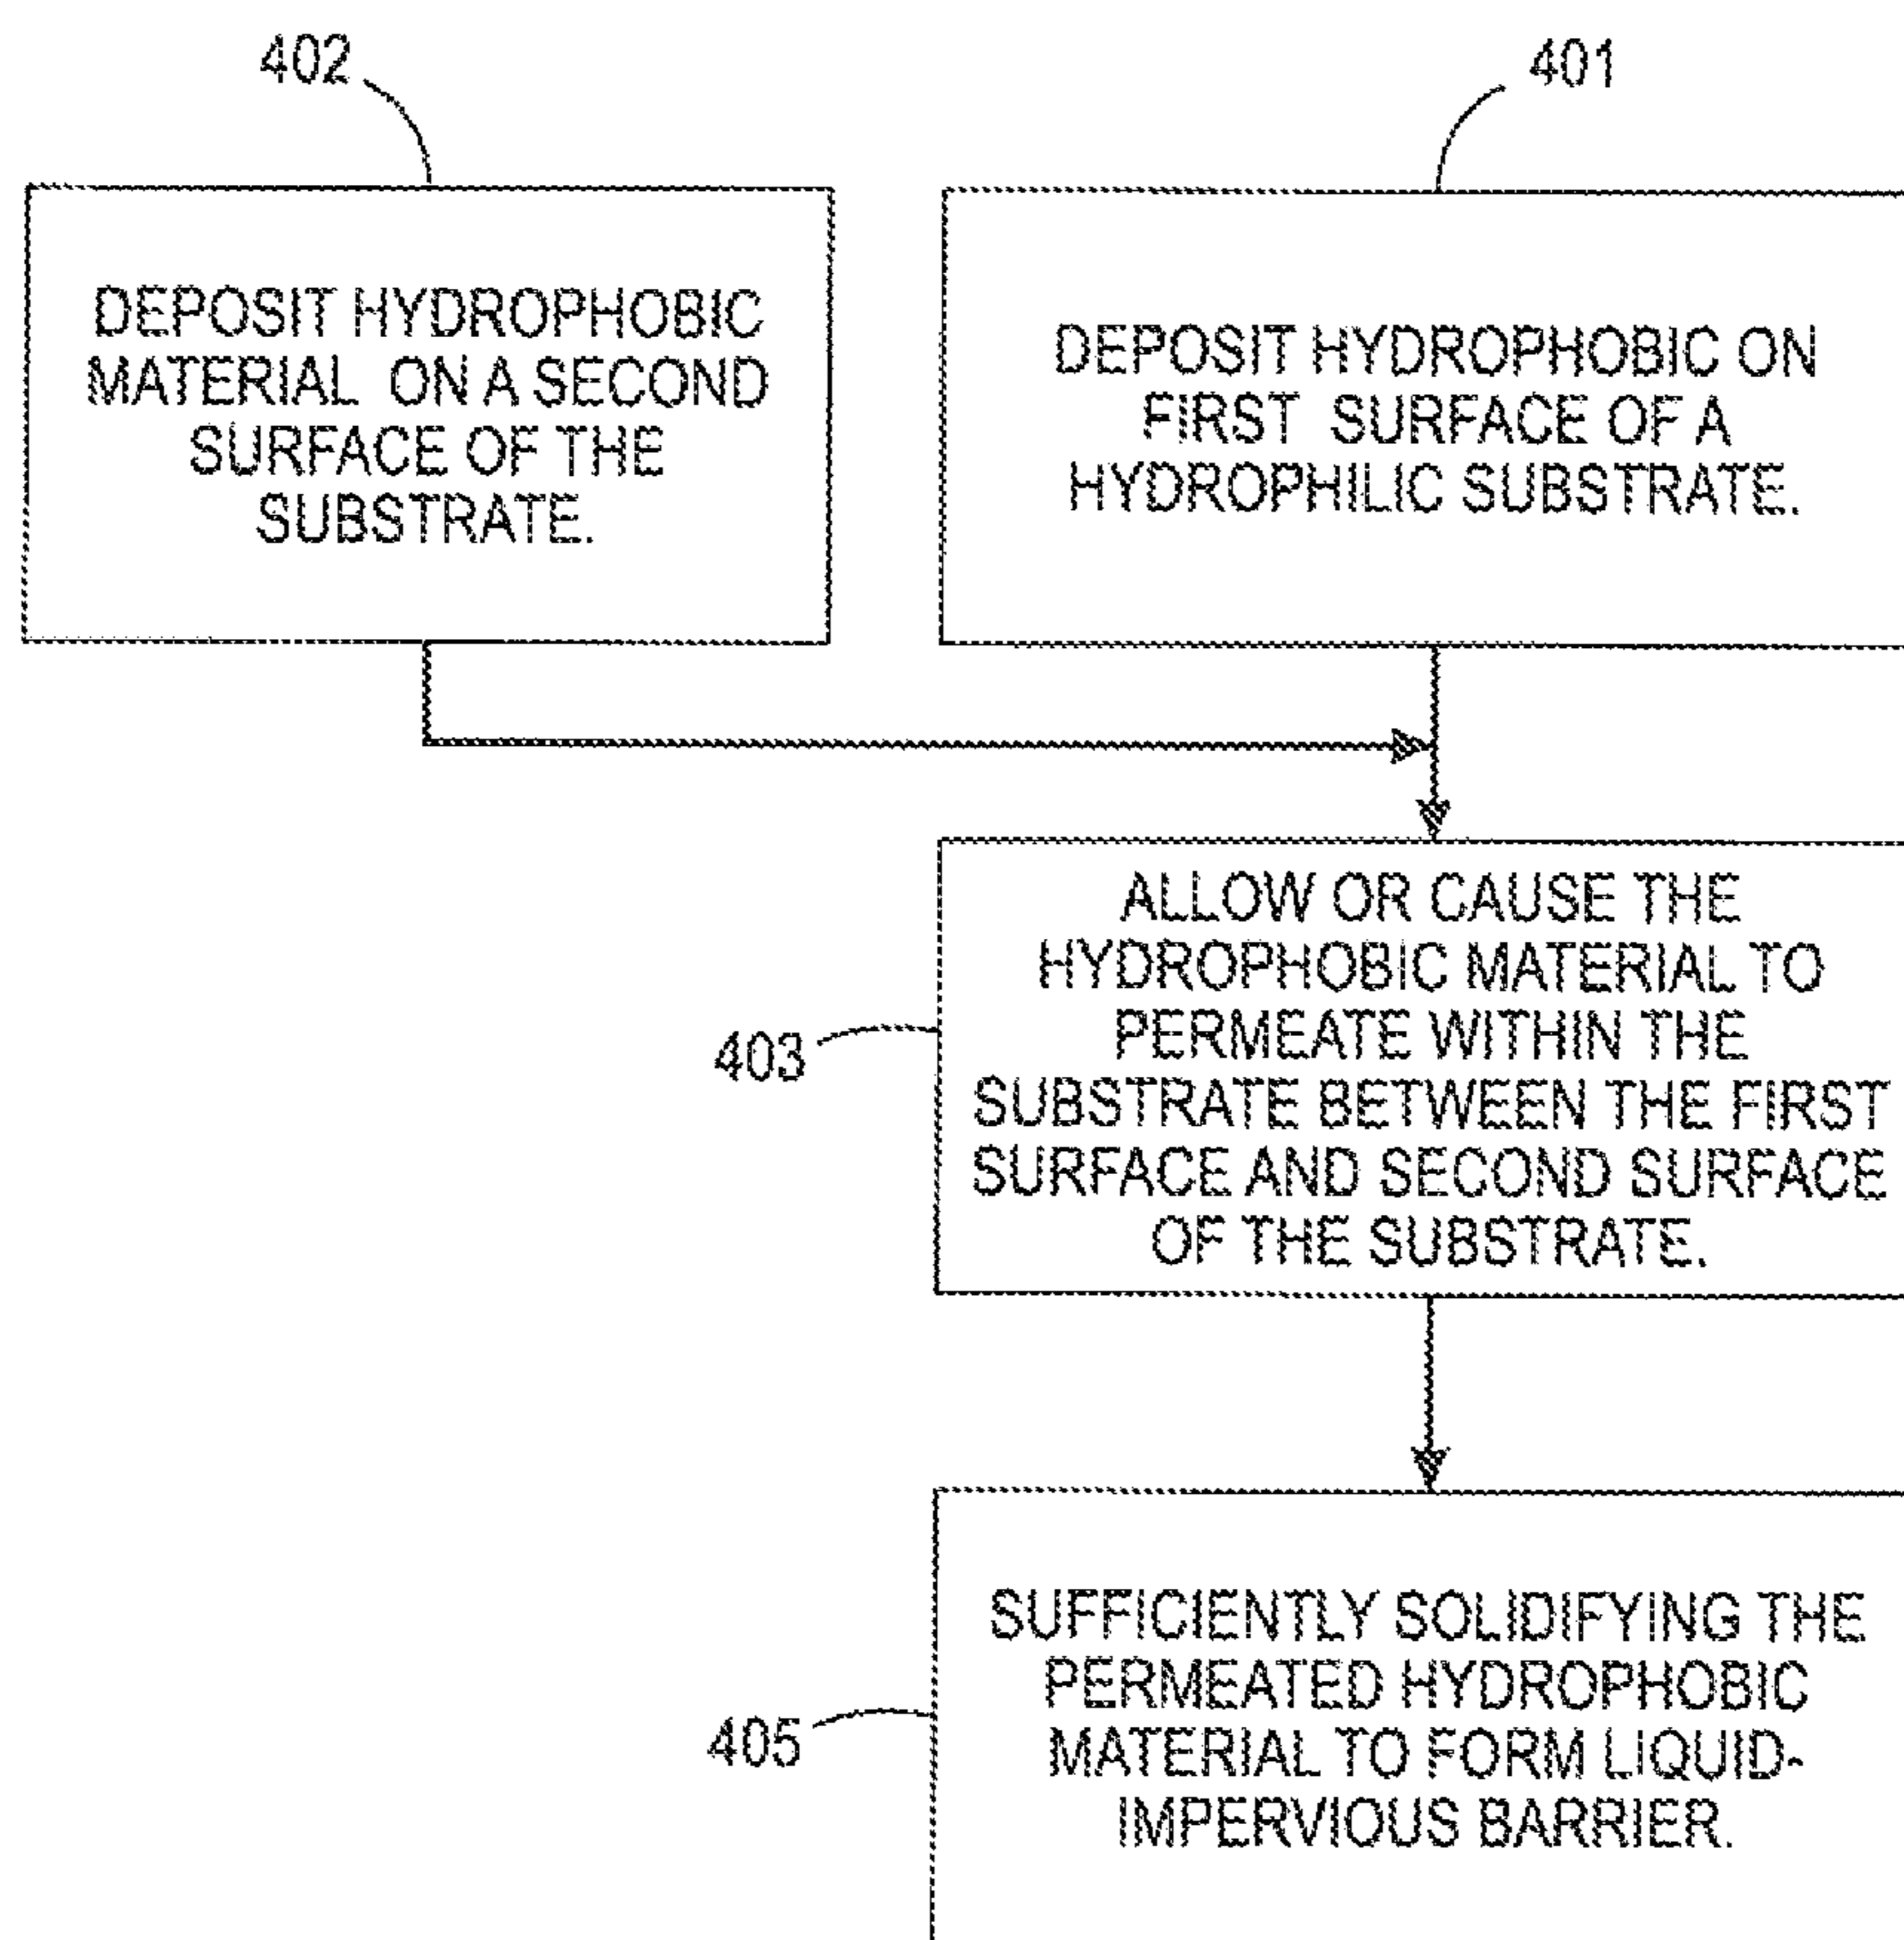 402
DEPOSIT HYDROPHOBIC
MATERIAL ON A SECOND
SURFACE OF THE
SUBSTRATE.
401
DEPOSIT HYDROPHOBIC ON
FIRST SURFACE OF A
HYDROPHILIC SUBSTRATE.
403
ALLOW OR CAUSE THE
HYDROPHOBIC MATERIAL TO
PERMEATE WITHIN THE
SUBSTRATE BETWEEN THE FIRST
SURFACE AND SECOND SURFACE
OF THE SUBSTRATE.
405
SUFFICIENTLY SOLIDIFYING THE
PERMEATED HYDROPHOBIC
MATERIAL TO FORM LIQUID-
IMPERVIOUS BARRIER.